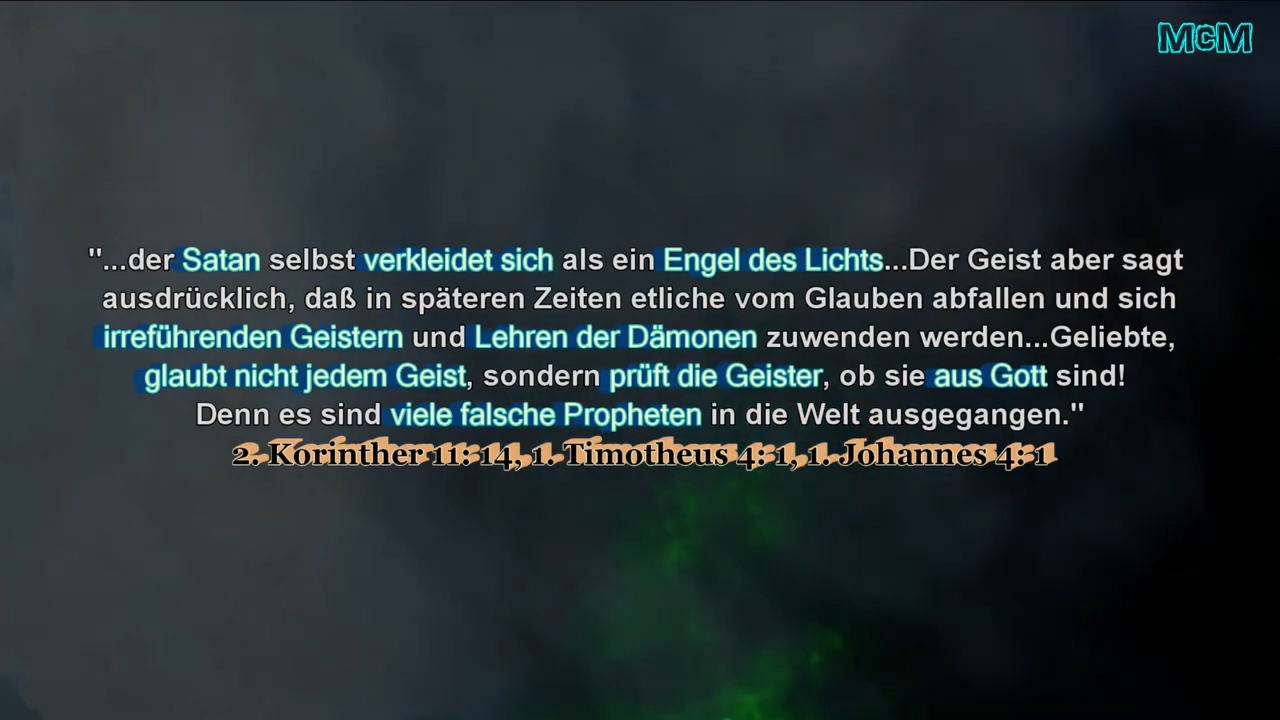 McM
"...der Satan selbst verkleidet sich als ein Engel des Lichts...Der Geist aber sagt
ausdrücklich, daß in späteren Zeiten etliche vom Glauben abfallen und sich
irreführenden Geistern und Lehren der Dämonen zuwenden werden...Geliebte,
glaubt nicht jedem Geist, sondern prüft die Geister, ob sie aus Gott sind!
Denn es sind viele falsche Propheten in die Welt ausgegangen."
2. Korinther 11: 14, 1. Timotheus 4: 1, 1. Johannes 4: 1